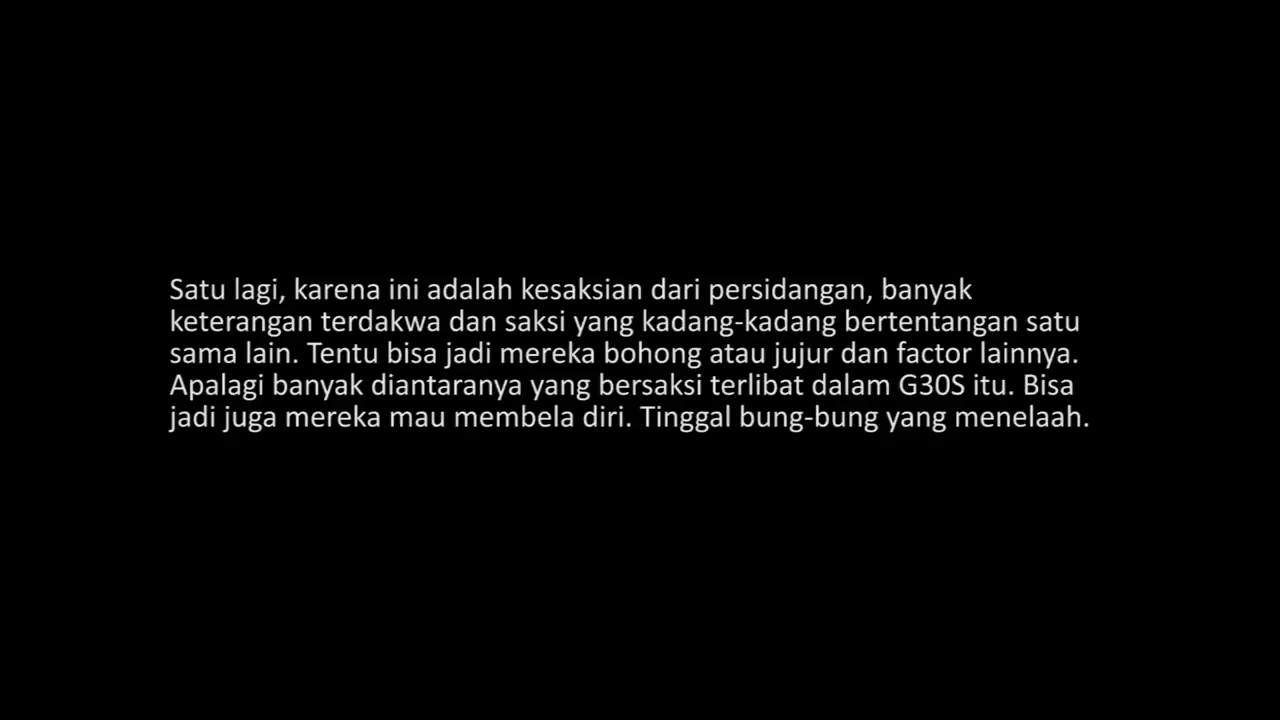 Satu lagi, karena ini adalah kesaksian dari persidangan, banyak
keterangan terdakwa dan saksi yang kadang-kadang bertentangan satu
sama lain. Tentu bisa jadi mereka bohong atau jujur dan factor lainnya.
Apalagi banyak diantaranya yang bersaksi terlibat dalam G30S itu. Bisa
jadi juga mereka mau membela diri. Tinggal bung-bung yang menelaah.